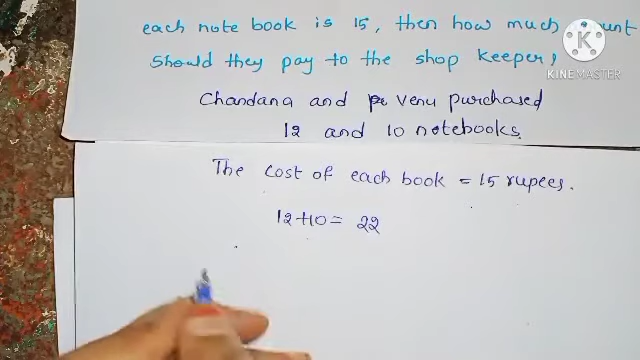 each note book is 15, then how much
should they pay to the shop keeper,
KINEMASTER
Chandana and Venu purchased
12 and 10 notebooks.
The cost of each book = 15 rupees.
12+10 = 22